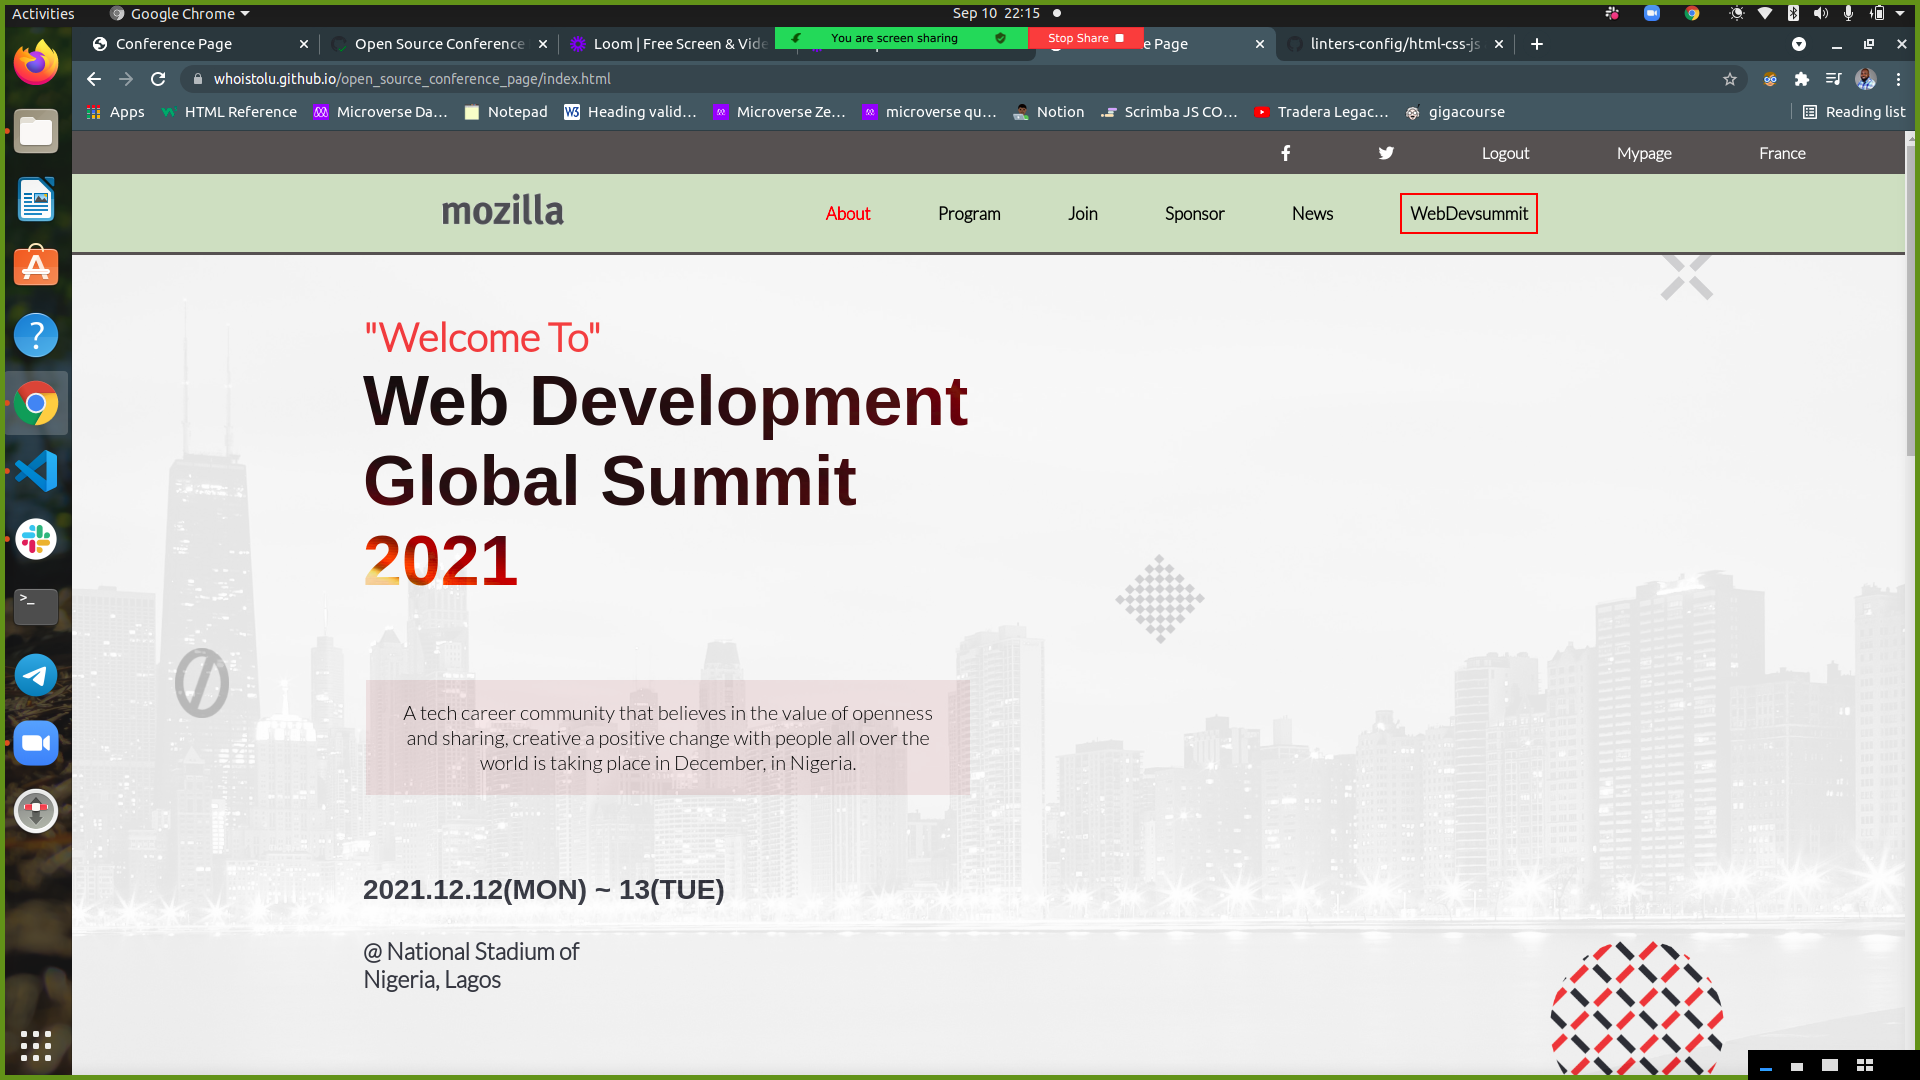 Activities
Google Chrome
Sep 10 22:15
Conference Page
Open Source Conference
Loom | Free Screen & Vide
You are screen sharing
Stop Share
e Page
linters-config/html-css-js
whoistolu.github.io/open_source_conference_page/index.html
Apps
HTML Reference
Microverse Da...
Notepad
Heading valid...
Microverse Ze...
microverse qu...
Notion
Scrimba JS CO...
Tradera Legac...
gigacourse
Reading list
Logout
Mypage
France
mozilla
About
Program
Join
Sponsor
News
WebDevsummit
"Welcome To"
Web Development
Global Summit
2021
A tech career community that believes in the value of openness
and sharing, creative a positive change with people all over the
world is taking place in December, in Nigeria.
2021.12.12(MON) ~ 13(TUE)
@ National Stadium of
Nigeria, Lagos